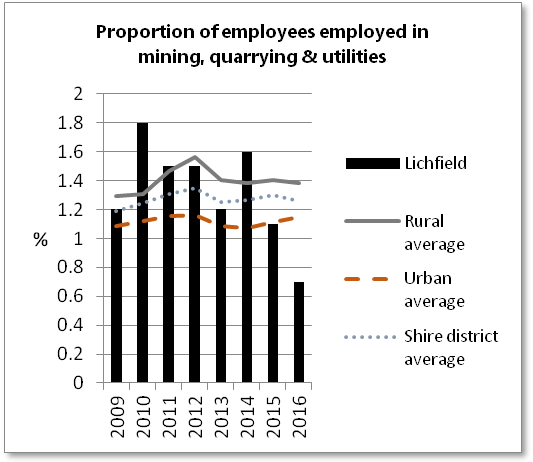 Proportion of employees employed in
mining, quarrying & utilities
2
1.8
1.6
1.4
1.2
1
0.8
0.6
0.4
0.2
0
%
2009
2010
2011
2012
2013
2014
2015
2016
Lichfield
Rural
average
Urban
average
Shire district
average